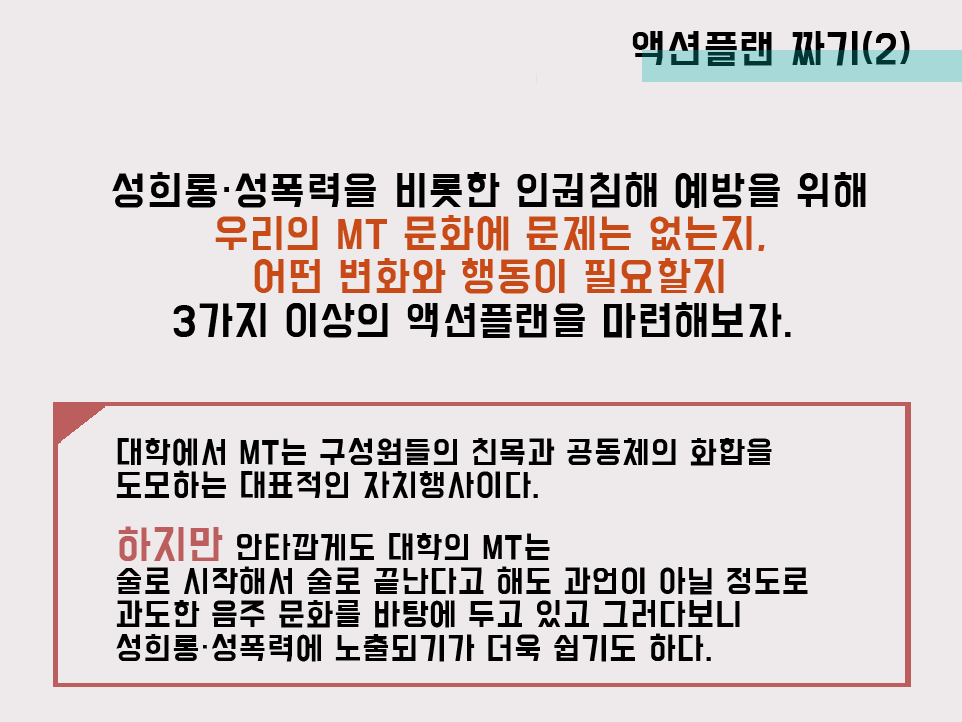 액션플랜 짜기(2)
성희롱·성폭력을 비롯한 인권침해 예방을 위해
우리의 MT 문화에 문제는 없는지,
어떤 변화와 행동이 필요할지
3가지 이상의 액션플랜을 마련해보자.
대학에서 MT는 구성원들의 친목과 공동체의 화합을
도모하는 대표적인 자치행사이다.
하지만 안타깝게도 대학의 MT는
술로 시작해서 술로 끝난다고 해도 과언이 아닐 정도로
과도한 음주 문화를 바탕에 두고 있고 그러다보니
성희롱·성폭력에 노출되기가 더욱 쉽기도 하다.